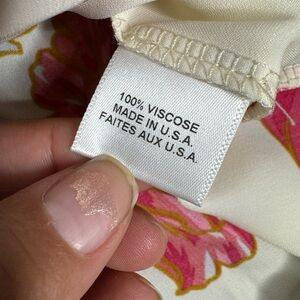 100% VISCOSE
MADE IN U.S.A.
FAITES AUX U.S.A.